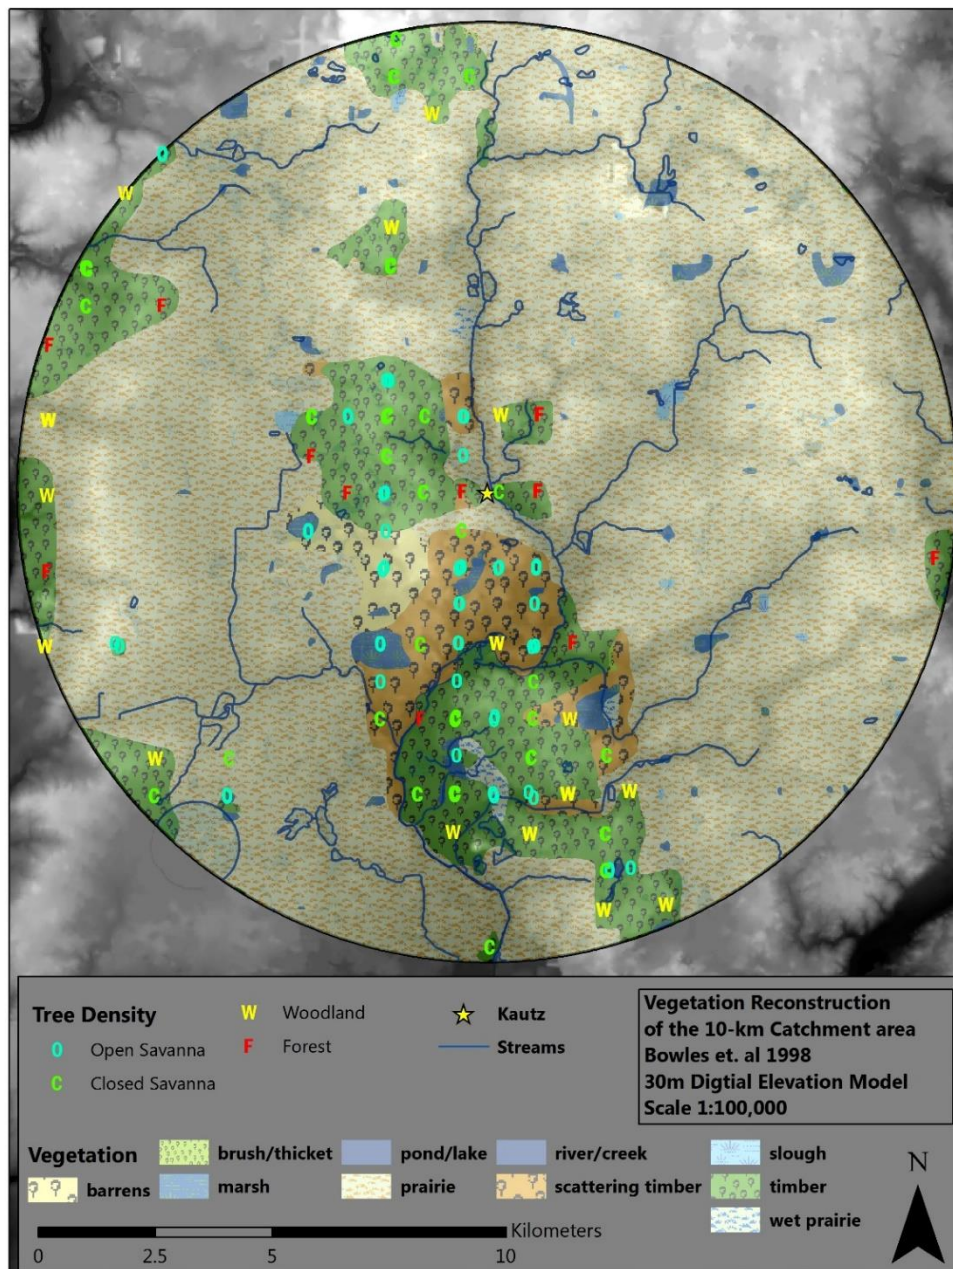 C
C C
W
O
W
W
C C
C F
F
O
W C O C C O W F
F C O
W F O C F C F
O O C
F
F O O O O
O O
W O O C O W O F
O O C
C F C O C W
W C O C C
C O C C O O O W W
W W C
C O O
W W
C
Tree Density
O Open Savanna
C Closed Savanna
W Woodland
F Forest
Kautz
Streams
Vegetation Reconstruction
of the 10-km Catchment area
Bowles et. al 1998
30m Digtial Elevation Model
Scale 1:100,000
Vegetation
barrens
brush/thicket
marsh
pond/lake
prairie
river/creek
scattering timber
slough
timber
wet prairie
N
Kilometers
0 2.5 5 10